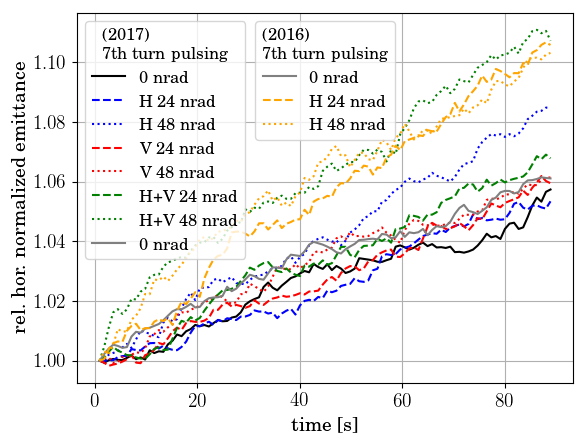 (2017)
7th turn pulsing
0 nrad
H 24 nrad
H 48 nrad
V 24 nrad
V 48 nrad
H+V 24 nrad
H+V 48 nrad
0 nrad
(2016)
7th turn pulsing
0 nrad
H 24 nrad
H 48 nrad
rel. hor. normalized emittance
1.10
1.08
1.06
1.04
1.02
1.00
0
20
40
60
80
time [s]